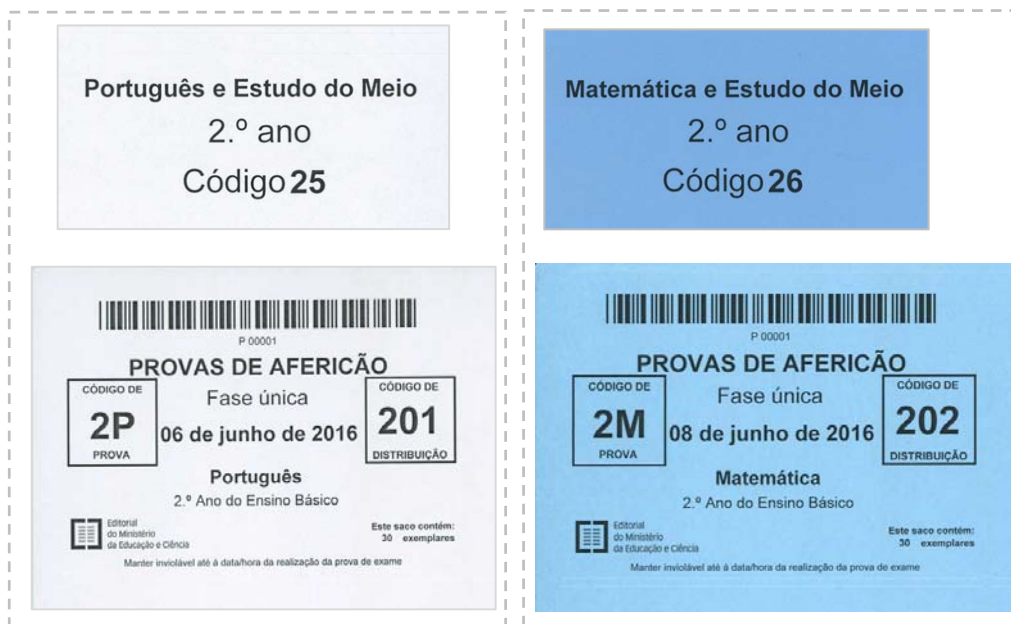 Português e Estudo do Meio
2.º ano
Código 25
P 00001
PROVAS DE AFERICÃO
CÓDIGO DE
2P
PROVA
Fase única
06 de junho de 2016
CÓDIGO DE
201
DISTRIBUIÇÃO
Português
2.º Ano do Ensino Básico
Editorial
do Ministério
da Educação e Ciência
Este saco contém:
30 exemplares
Manter inviolável até à data/hora da realização da prova de exame
Matemática e Estudo do Meio
2.º ano
Código 26
P 00001
PROVAS DE AFERICÃO
CÓDIGO DE
2M
PROVA
Fase única
08 de junho de 2016
CÓDIGO DE
202
DISTRIBUIÇÃO
Matemática
2.º Ano do Ensino Básico
Editorial
do Ministério
da Educação e Ciência
Este saco contém:
30 exemplares
Manter inviolável até à data/hora da realização da prova de exame